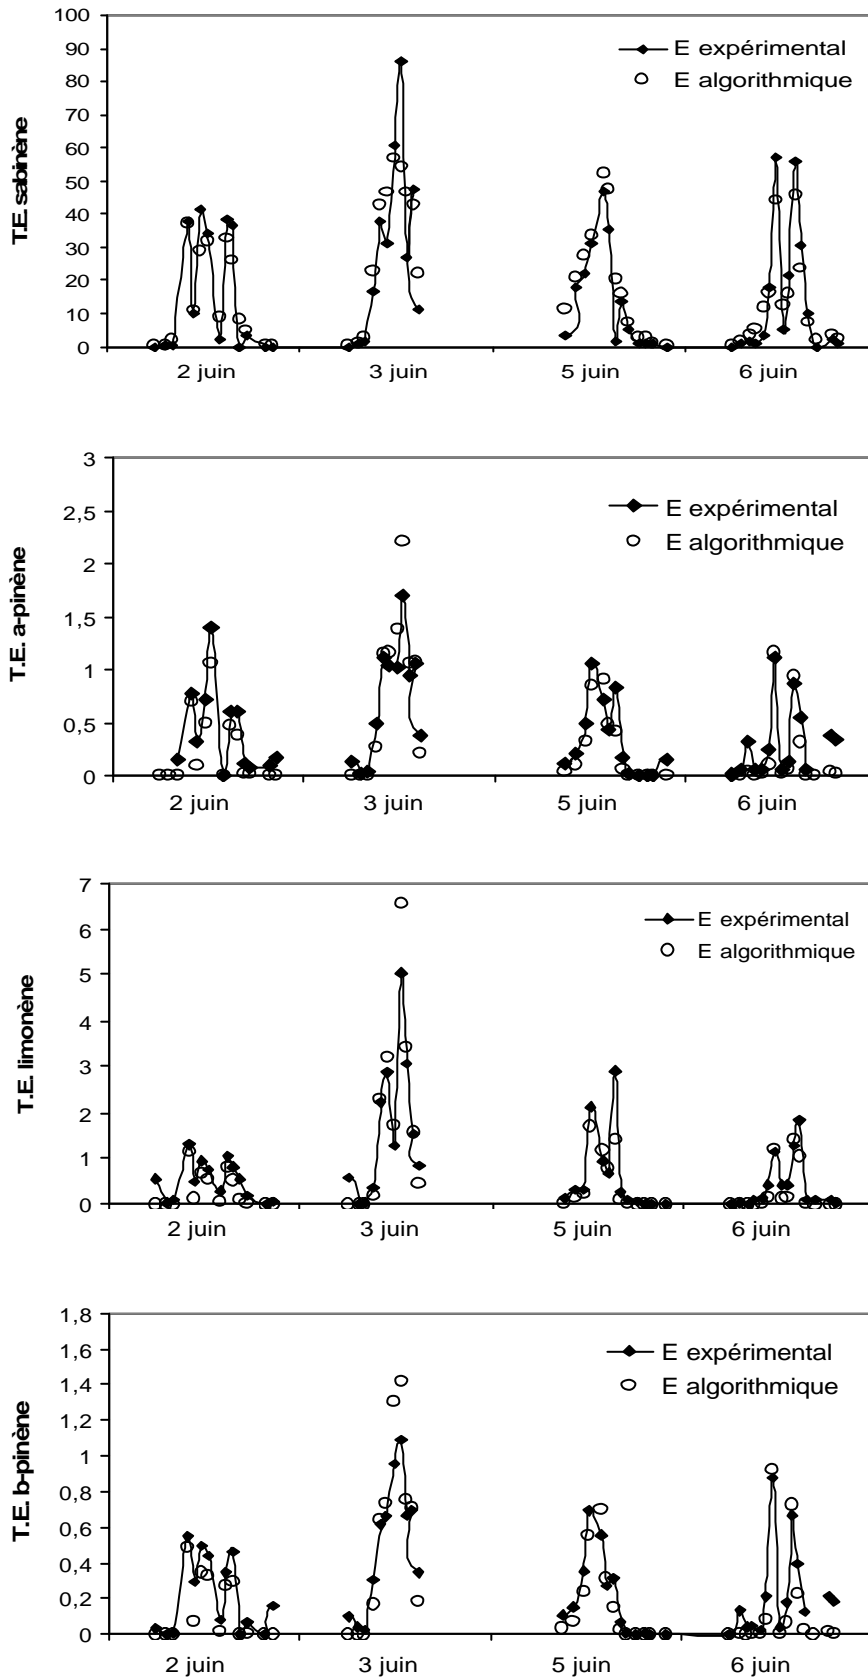 T.E. sabinène
100
90
80
70
60
50
40
30
20
10
0
E expérimental
E algorithmique
2 juin 3 juin 5 juin 6 juin
T.E. a-pinène
3
2,5
2
1,5
1
0,5
0
E expérimental
E algorithmique
2 juin 3 juin 5 juin 6 juin
T.E. limonène
7
6
5
4
3
2
1
0
E expérimental
E algorithmique
2 juin 3 juin 5 juin 6 juin
T.E. b-pinène
1,8
1,6
1,4
1,2
1
0,8
0,6
0,4
0,2
0
E expérimental
E algorithmique
2 juin 3 juin 5 juin 6 juin